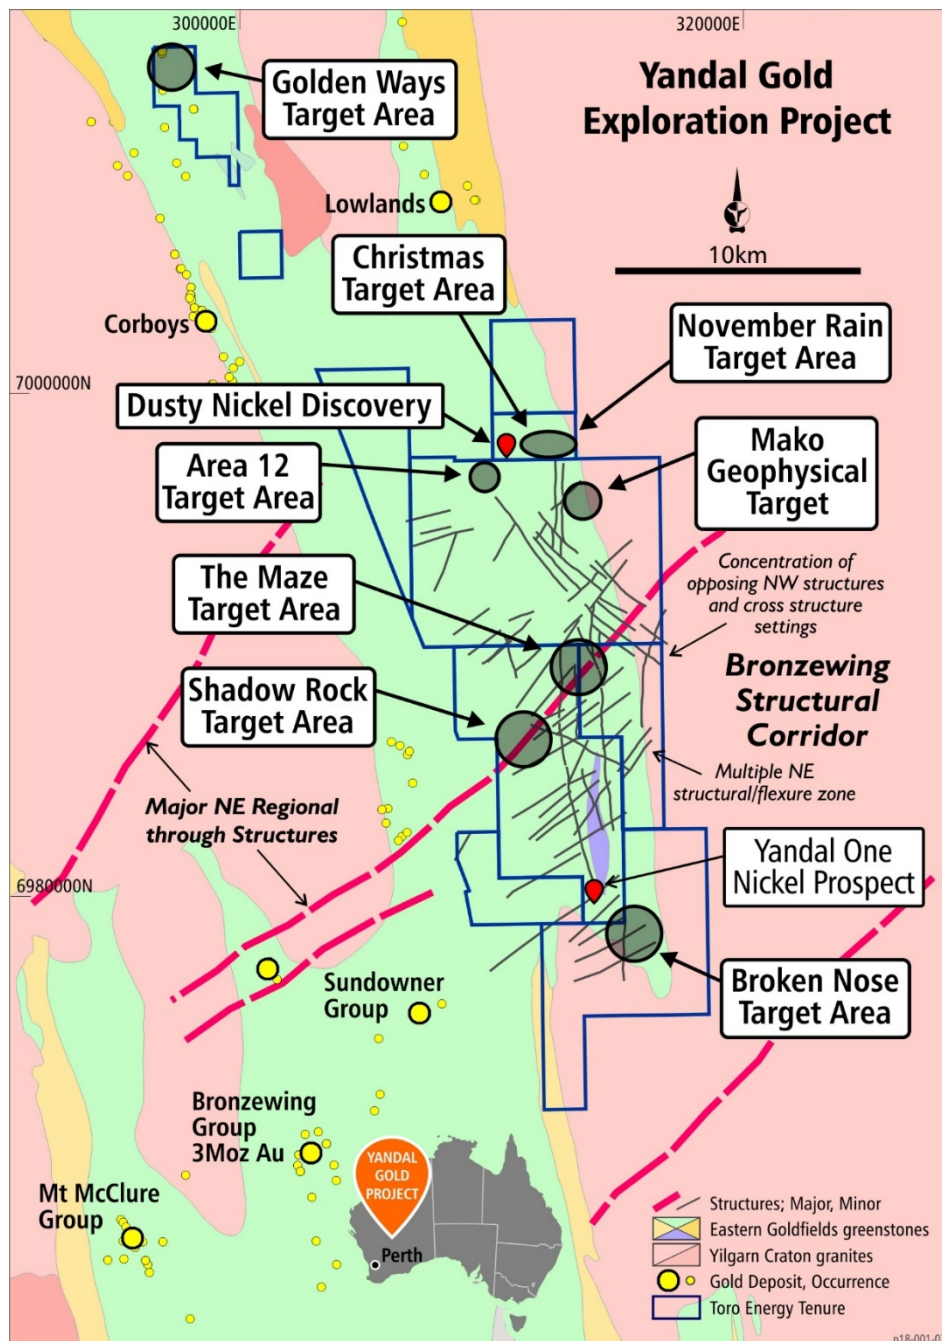 300000E
320000E
Yandal Gold
Exploration Project
Golden Ways
Target Area
Lowlands
10km
Christmas
Target Area
Corboys
November Rain
Target Area
7000000N
Dusty Nickel Discovery
Mako
Geophysical
Target
Area 12
Target Area
Concentration of
opposing NW structures
and cross structure
settings
The Maze
Target Area
Bronzewing
Structural
Corridor
Shadow Rock
Target Area
Multiple NE
structural/flexure zone
Major NE Regional
through Structures
Yandal One
Nickel Prospect
6980000N
Sundowner
Group
Broken Nose
Target Area
Bronzewing
Group
3Moz Au
YANDAL
GOLD
PROJECT
Mt McClure
Group
Perth
Structures; Major, Minor
Eastern Goldfields greenstones
Yilgarn Craton granites
Gold Deposit, Occurrence
Toro Energy Tenure